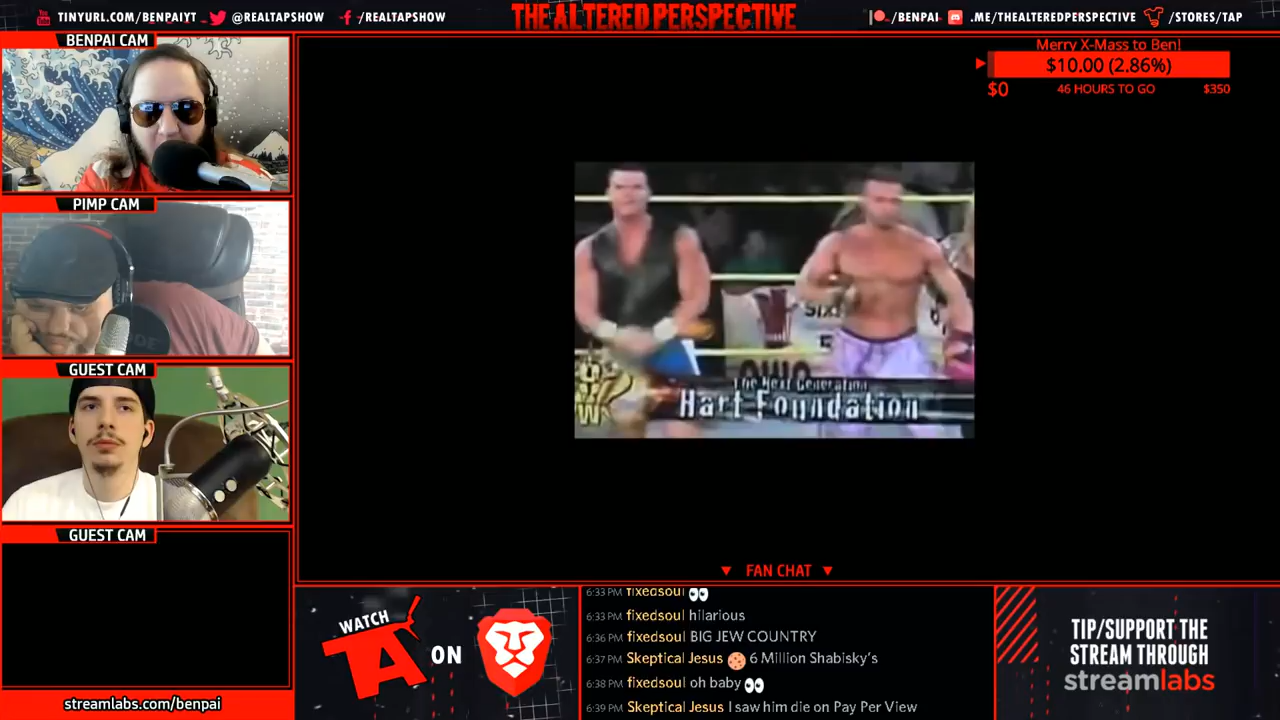 TINYURL.COM/BENPAIYT @REALTAPSHOW /REALTAPSHOW
THE ALTERED PERSPECTIVE
/BENPAI .ME/THEALTEREDPERSPECTIVE /STORES/TAP
BENPAI CAM
PIMP CAM
GUEST CAM
GUEST CAM
streamlabs.com/benpai
Merry X-Mass to Ben!
$10.00 (2.86%)
$0 46 HOURS TO GO $350
OHIO
The Next Generation
Hart Foundation
▼ FAN CHAT ▼
WATCH
ON
6:33 PM fixedsoul 👀
6:33 PM fixedsoul hilarious
6:36 PM fixedsoul BIG JEW COUNTRY
6:37 PM Skeptical Jesus 🍪 6 Million Shabisky's
6:38 PM fixedsoul oh baby 👀
6:39 PM Skeptical Jesus I saw him die on Pay Per View
TIP/SUPPORT THE
STREAM THROUGH
streamlabs